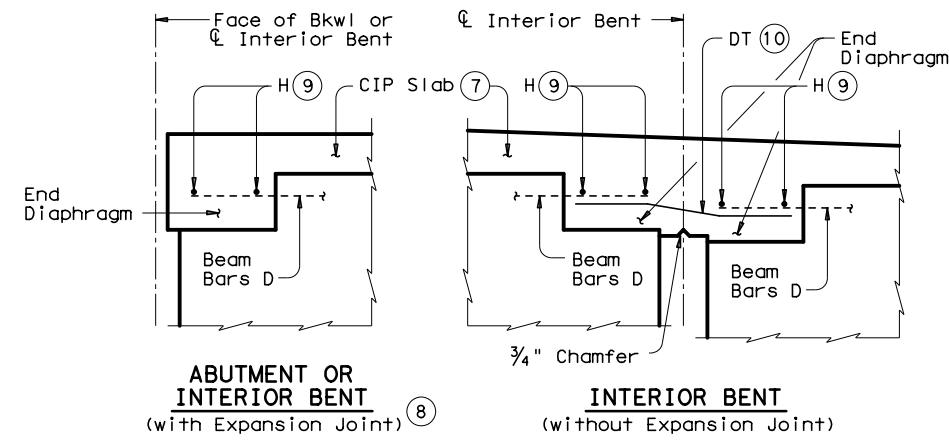 Face of Bkwl or
℄ Interior Bent
H 9
CIP Slab 7
End
Diaphragm
Beam
Bars D
ABUTMENT OR
INTERIOR BENT
(with Expansion Joint) 8
℄ Interior Bent
DT 10
End
Diaphragm
H 9
H 9
Beam
Bars D
Beam
Bars D
¾" Chamfer
INTERIOR BENT
(without Expansion Joint)